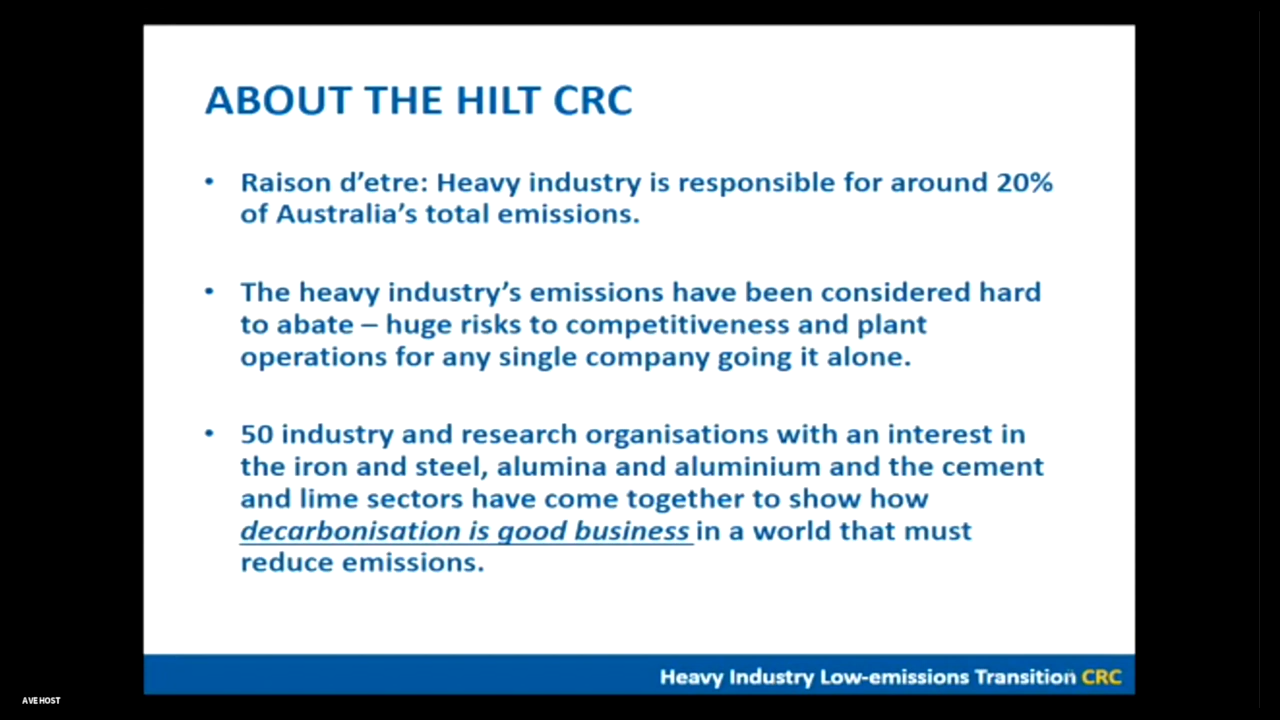 ABOUT THE HILT CRC
• Raison d’etre: Heavy industry is responsible for around 20%
of Australia’s total emissions.
• The heavy industry’s emissions have been considered hard
to abate – huge risks to competitiveness and plant
operations for any single company going it alone.
• 50 industry and research organisations with an interest in
the iron and steel, alumina and aluminium and the cement
and lime sectors have come together to show how
decarbonisation is good business in a world that must
reduce emissions.
Heavy Industry Low-emissions Transition CRC
AVE HOST